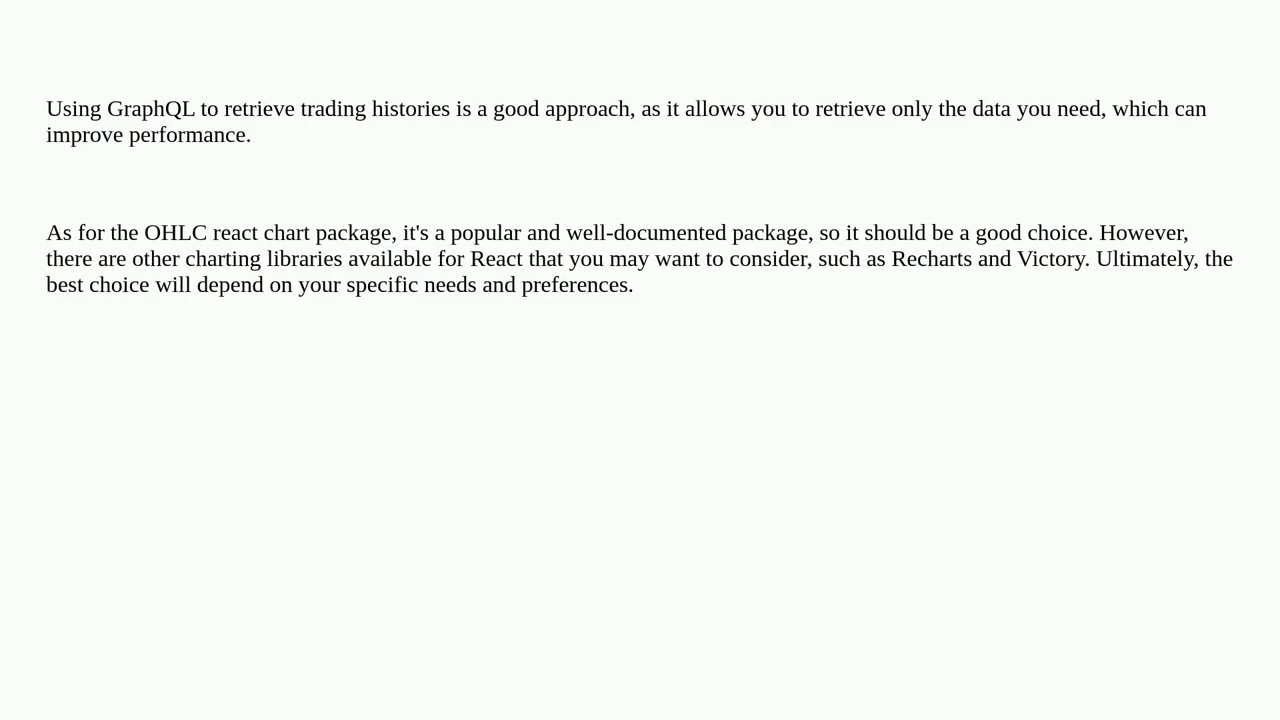 Using GraphQL to retrieve trading histories is a good approach, as it allows you to retrieve only the data you need, which can
improve performance.
As for the OHLC react chart package, it's a popular and well-documented package, so it should be a good choice. However,
there are other charting libraries available for React that you may want to consider, such as Recharts and Victory. Ultimately, the
best choice will depend on your specific needs and preferences.